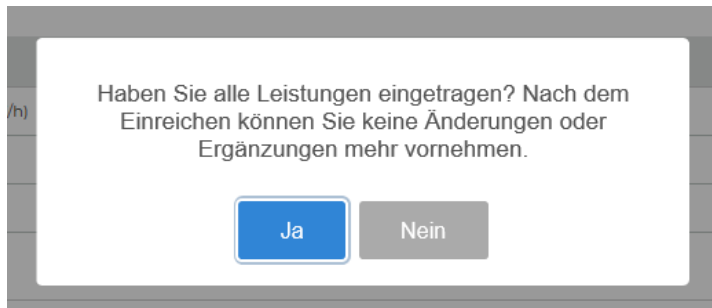 Haben Sie alle Leistungen eingetragen? Nach dem
/h)
Einreichen können Sie keine Änderungen oder
Ergänzungen mehr vornehmen.
Ja
Nein